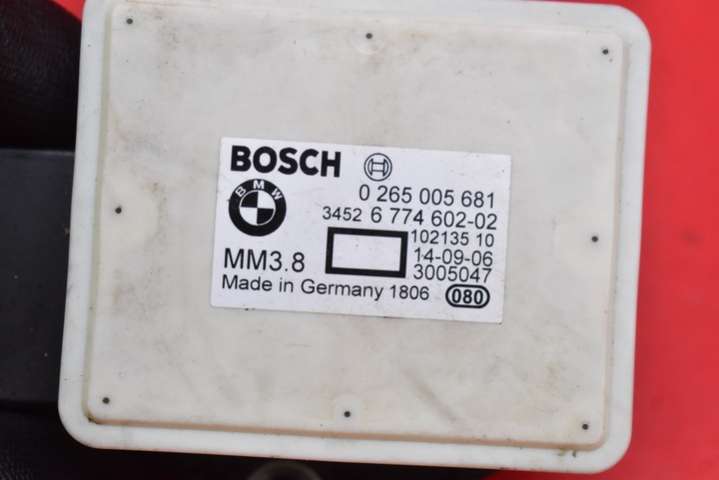 BOSCH
0 265 005 681
BMW
3452 6 774 602-02
102135 10
MM3.8
14-09-06
3005047
Made in Germany 1806
080